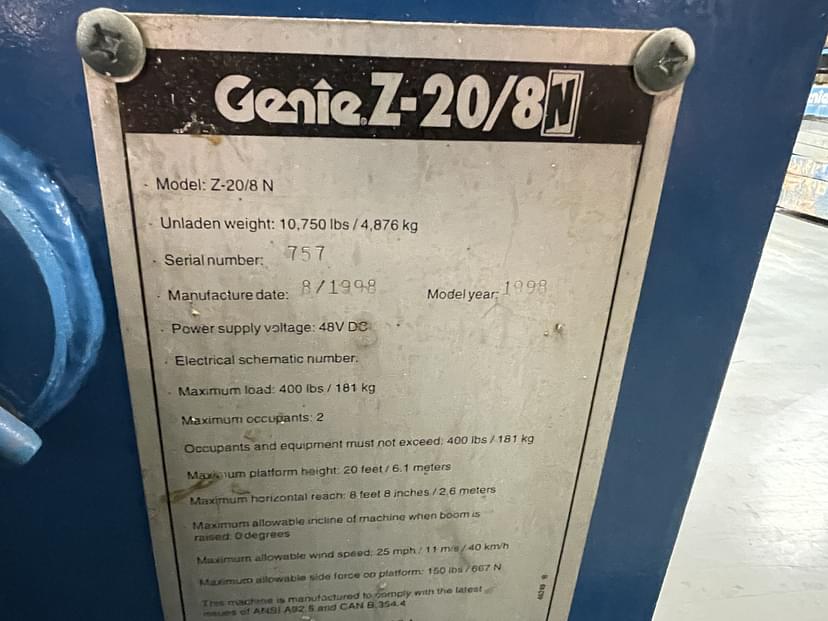 Genie Z-20/8N
Model: Z-20/8 N
Unladen weight: 10,750 lbs / 4,876 kg
Serial number: 757
Manufacture date: 8/1998 Model year: 1998
Power supply voltage: 48V DC
Electrical schematic number:
Maximum load: 400 lbs / 181 kg
Maximum occupants: 2
Occupants and equipment must not exceed: 400 lbs / 181 kg
Maximum platform height: 20 feet / 6.1 meters
Maximum horizontal reach: 8 feet 8 inches / 2.6 meters
Maximum allowable incline of machine when boom is
raised: 0 degrees
Maximum allowable wind speed: 25 mph / 11 m/s / 40 km/h
Maximum allowable side force on platform: 150 lbs / 667 N
This machine is manufactured to comply with the latest
issues of ANSI A92.5 and CAN B.354.4